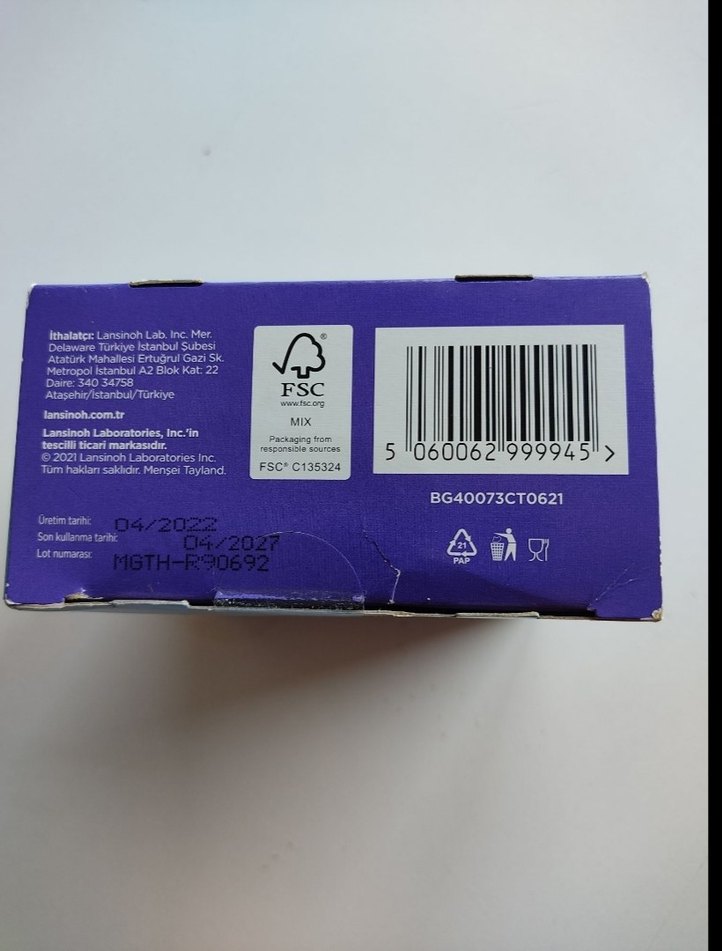 İthalatçı: Lansinoh Lab. Inc. Mer.
Delaware Türkiye İstanbul Şubesi
Atatürk Mahallesi Ertuğrul Gazi Sk.
Metropol İstanbul A2 Blok Kat: 22
Daire: 340 34758
Ataşehir/İstanbul/Türkiye
lansinoh.com.tr
Lansinoh Laboratories, Inc.'in
tescilli ticari markasıdır.
© 2021 Lansinoh Laboratories Inc.
Tüm hakları saklıdır. Menşei Tayland.
Üretim tarihi: 04/2022
Son kullanma tarihi: 04/2027
Lot numarası: MGTH-R90692
®
FSC
www.fsc.org
MIX
Packaging from
responsible sources
FSC® C135324
5 060062 999945 >
BG40073CT0621
21
PAP